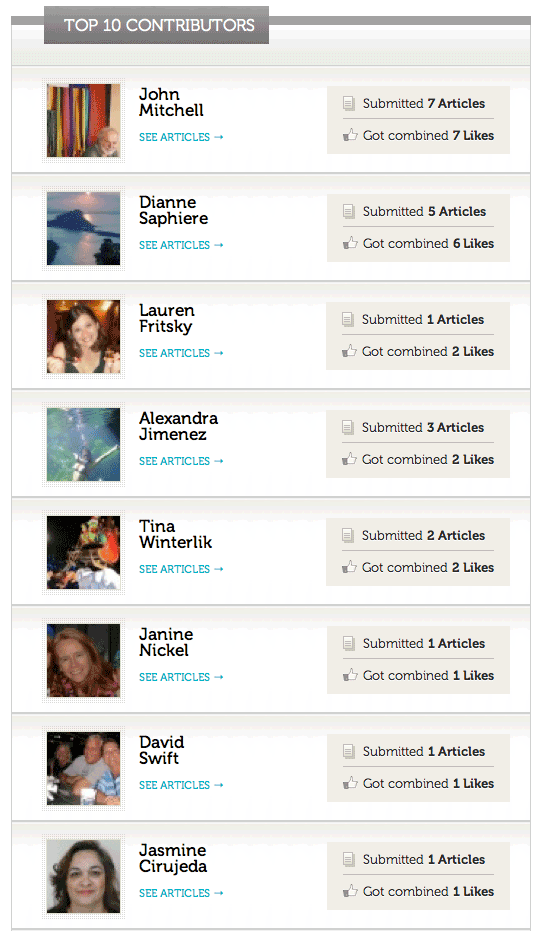 TOP 10 CONTRIBUTORS
John
Mitchell
SEE ARTICLES →
Submitted 7 Articles
Got combined 7 Likes
Dianne
Saphiere
SEE ARTICLES →
Submitted 5 Articles
Got combined 6 Likes
Lauren
Fritsky
SEE ARTICLES →
Submitted 1 Articles
Got combined 2 Likes
Alexandra
Jimenez
SEE ARTICLES →
Submitted 3 Articles
Got combined 2 Likes
Tina
Winterlik
SEE ARTICLES →
Submitted 2 Articles
Got combined 2 Likes
Janine
Nickel
SEE ARTICLES →
Submitted 1 Articles
Got combined 1 Likes
David
Swift
SEE ARTICLES →
Submitted 1 Articles
Got combined 1 Likes
Jasmine
Cirujeda
SEE ARTICLES →
Submitted 1 Articles
Got combined 1 Likes